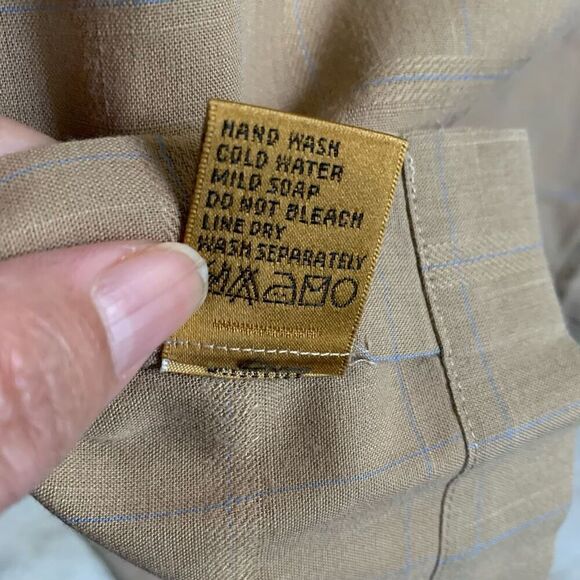 HAND WASH
COLD WATER
MILD SOAP
DO NOT BLEACH
LINE DRY
WASH SEPARATELY